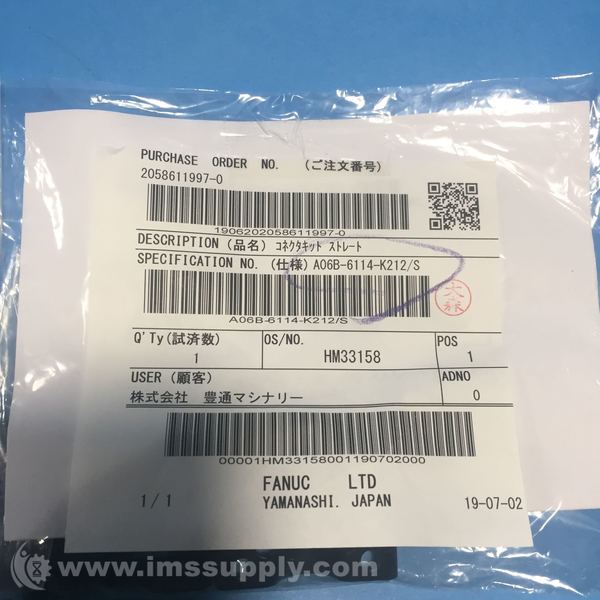 PURCHASE ORDER NO. (ご注文番号)
2058611997-0
1906202058611997-0
DESCRIPTION (品名) コネクタキット ストレート
SPECIFICATION NO. (仕様) A06B-6114-K212/S
A06B-6114-K212/S
Q'Ty(試済数) OS/NO. POS
1 HM33158 1
USER (顧客) ADNO
株式会社 豊通マシナリー 0
00001HM33158001190702000
FANUC LTD
1/1 YAMANASHI. JAPAN 19-07-02
www.imssupply.com